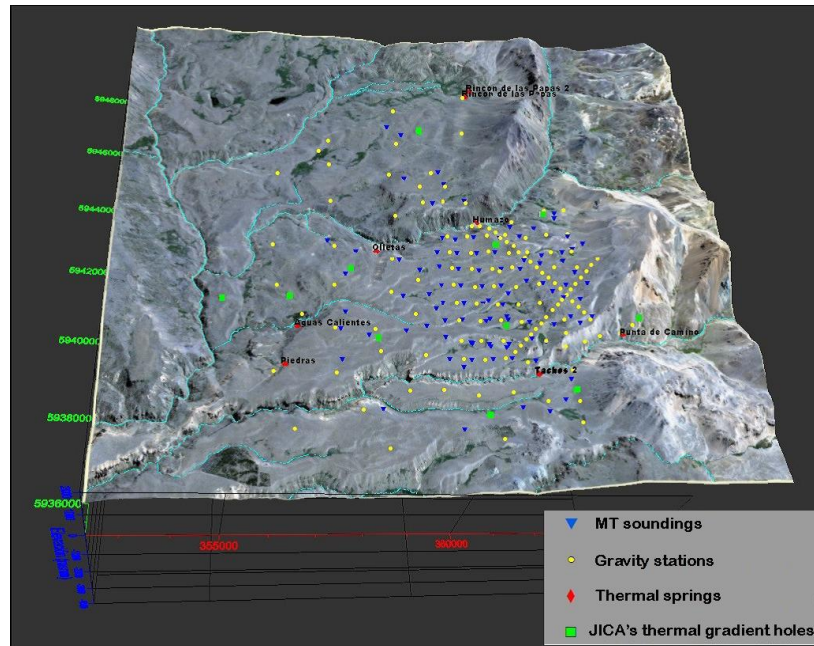 Rincon de las Papas 2
Rincon de las Papas
5948000
5946000
5944000
Humazo
Olletas
5942000
Aguas Calientes
5940000
Punta de Camino
Piedras
Tachos 2
5938000
5936000
355000
360000
MT soundings
Gravity stations
Thermal springs
JICA's thermal gradient holes